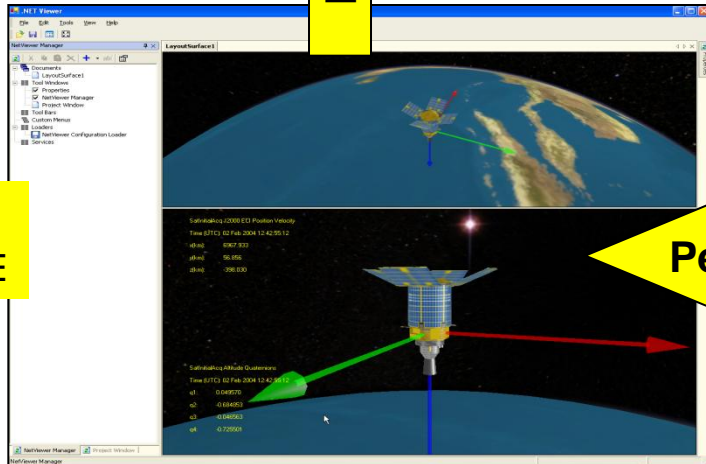 .NET Viewer
File Edit Tools View Help
NetViewer Manager
LayoutSurface1
Documents
LayoutSurface1
Tool Windows
Properties
NetViewer Manager
Project Window
Tool Bars
Custom Menus
Loaders
NetViewer Configuration Loader
Services
SatInitialAcq J2000 ECI Position Velocity
Time (UTC): 02 Feb 2004 12:42:55.12
x(km): 6967.933
y(km): 56.856
z(km): -398.830
Pe
SatInitialAcq Attitude Quaternions
Time (UTC): 02 Feb 2004 12:42:55.12
q1: 0.049570
q2: -0.684853
q3: -0.046563
q4: -0.725501
NetViewer Manager Project Window
NetViewer Manager